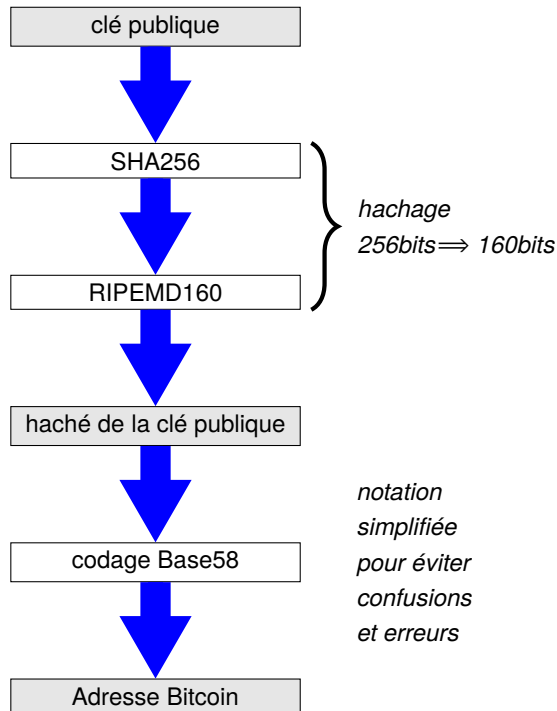 clé publique
SHA256
hachage
256bits⟹ 160bits
RIPEMD160
haché de la clé publique
notation
simplifiée
codage Base58
pour éviter
confusions
et erreurs
Adresse Bitcoin